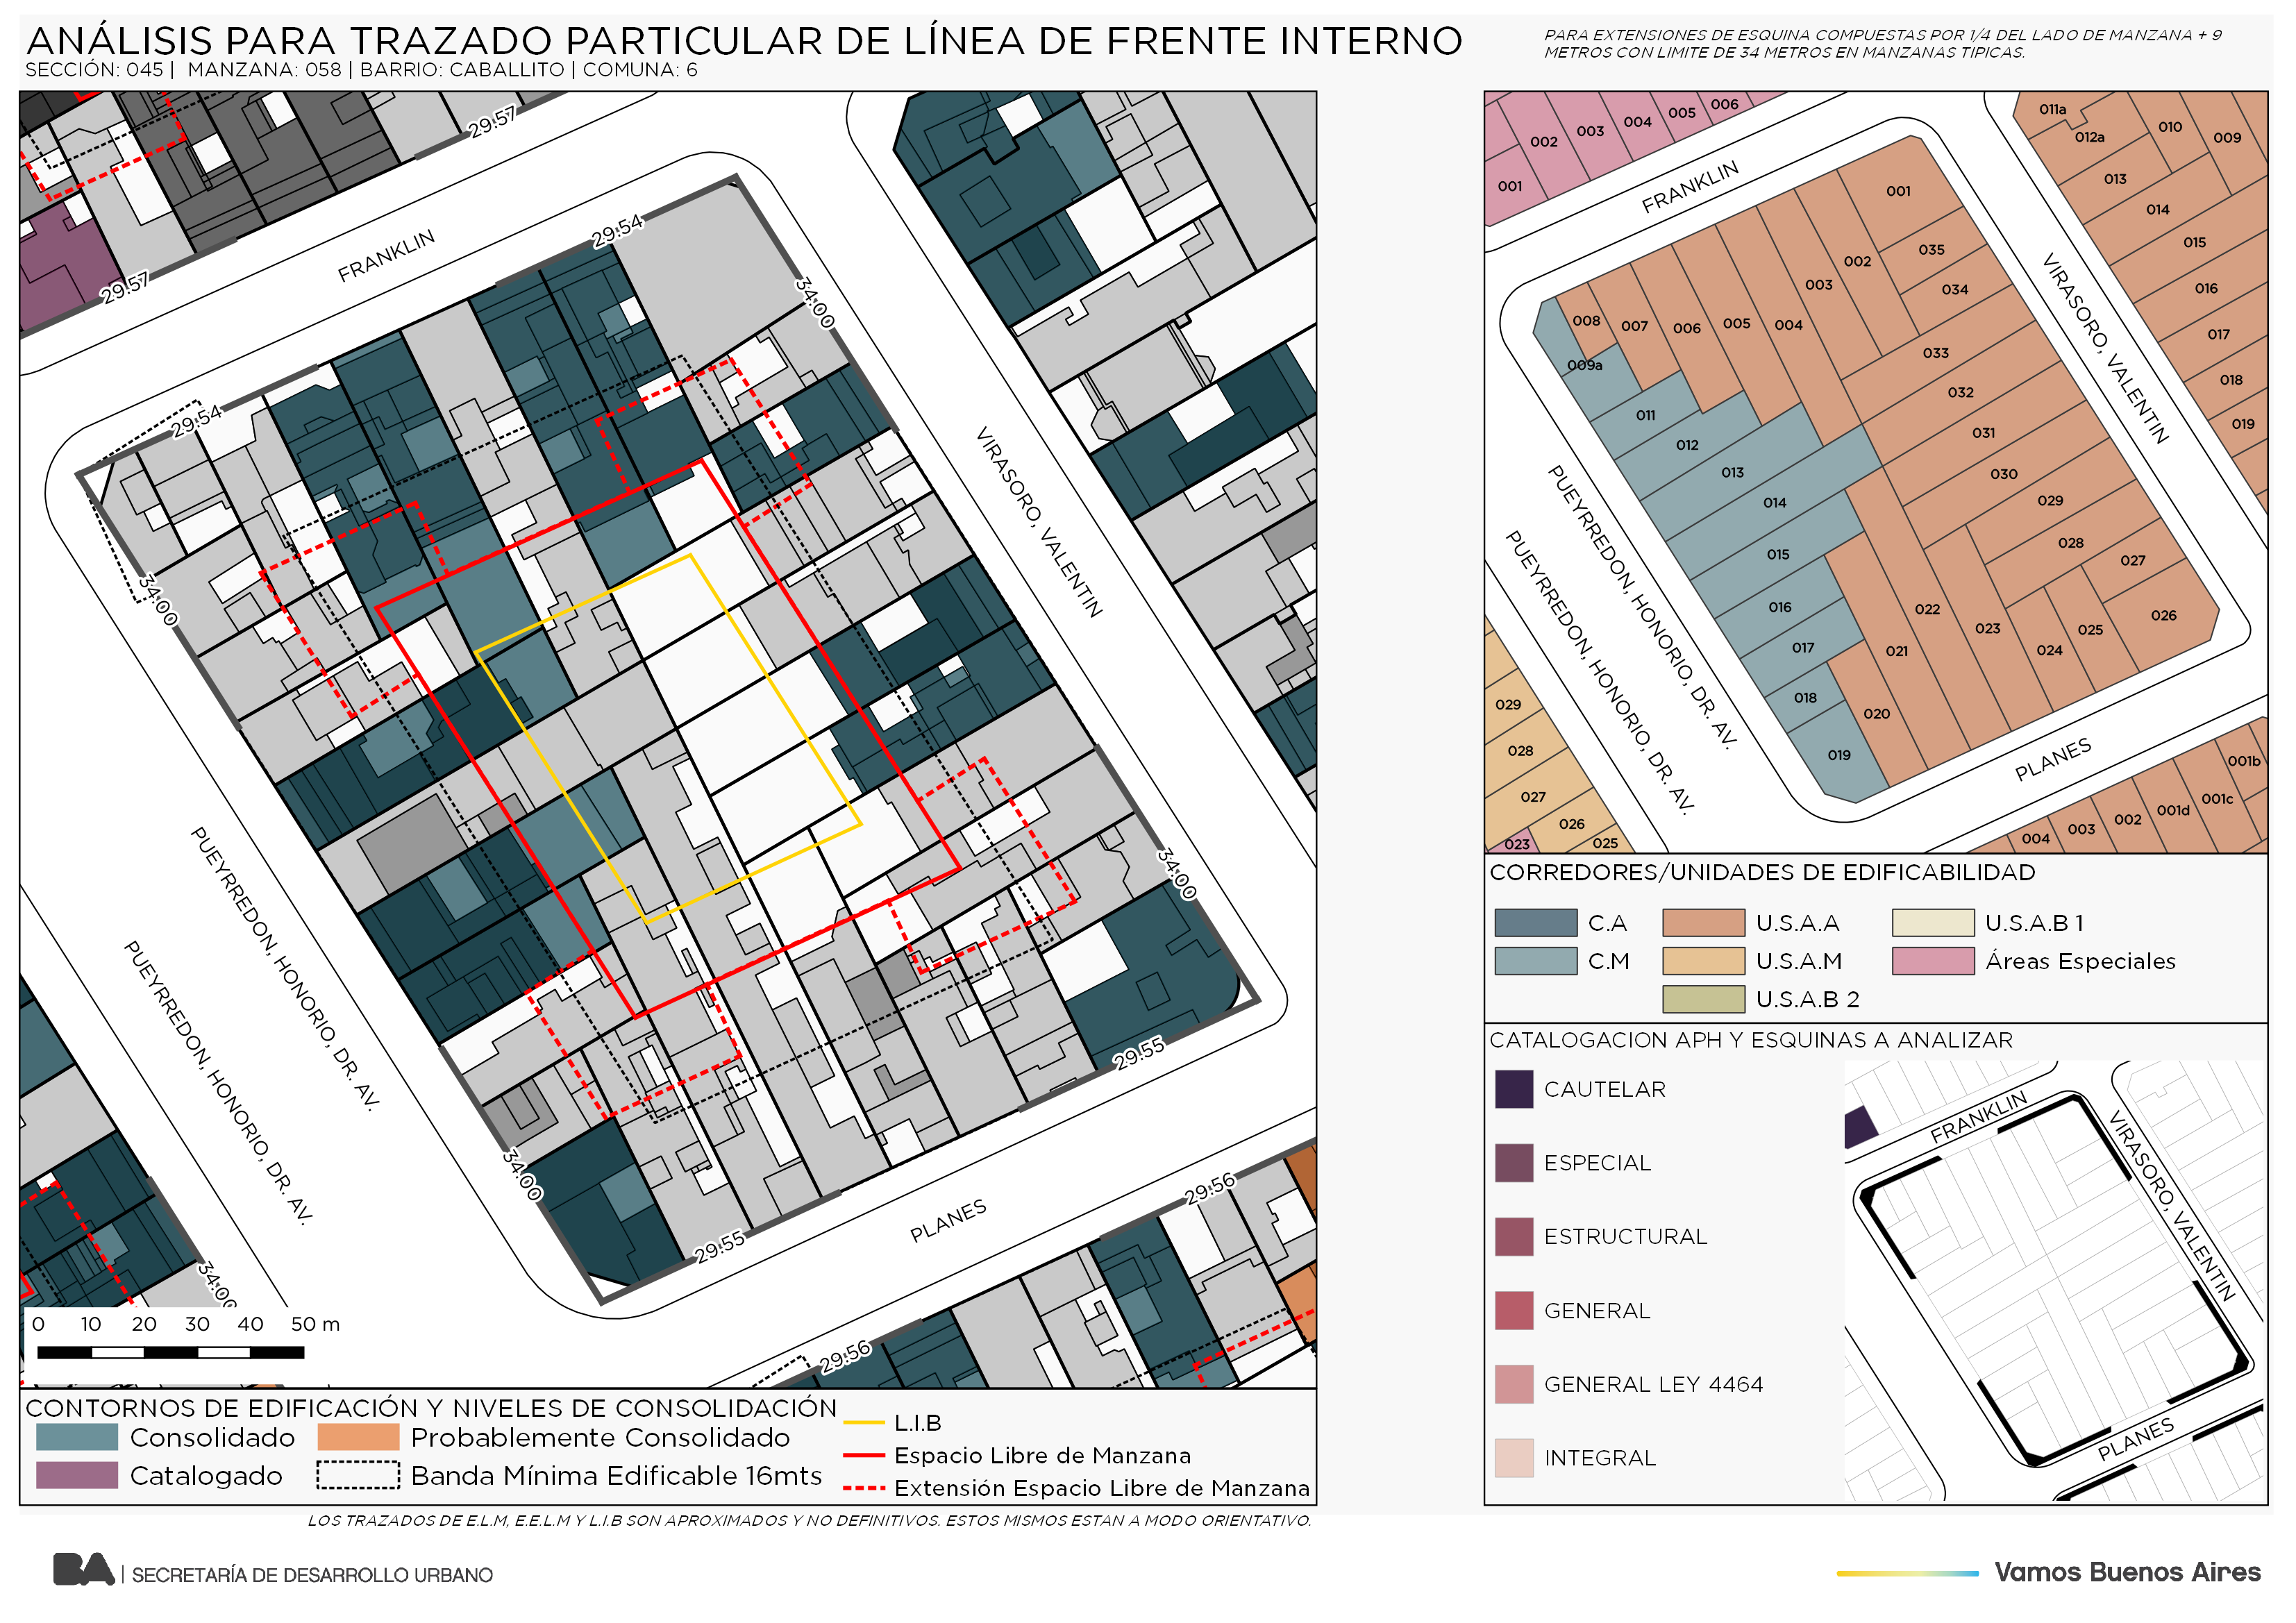 ANÁLISIS PARA TRAZADO PARTICULAR DE LÍNEA DE FRENTE INTERNO
SECCIÓN: 045 | MANZANA: 058 | BARRIO: CABALLITO | COMUNA: 6
PARA EXTENSIONES DE ESQUINA COMPUESTAS POR 1/4 DEL LADO DE MANZANA + 9
METROS CON LIMITE DE 34 METROS EN MANZANAS TIPICAS.
29.57
29.57
FRANKLIN
29.54
29.54
34.00
34.00
VIRASORO, VALENTIN
PUEYRREDON, HONORIO, DR. AV.
PUEYRREDON, HONORIO, DR. AV.
34.00
34.00
29.55
29.55
PLANES
29.56
29.56
34.00
0 10 20 30 40 50 m
CONTORNOS DE EDIFICACIÓN Y NIVELES DE CONSOLIDACIÓN
Consolidado
Catalogado
Probablemente Consolidado
Banda Mínima Edificable 16mts
L.I.B
Espacio Libre de Manzana
Extensión Espacio Libre de Manzana
LOS TRAZADOS DE E.L.M, E.E.L.M Y L.I.B SON APROXIMADOS Y NO DEFINITIVOS. ESTOS MISMOS ESTAN A MODO ORIENTATIVO.
001
002
003
004
005
006
FRANKLIN
011a
012a
010
009
013
014
015
016
017
018
019
VIRASORO, VALENTIN
001
035
034
002
003
004
005
006
007
008
009a
011
012
013
014
015
016
017
018
019
020
021
022
023
024
025
026
027
028
029
030
031
032
033
PUEYRREDON, HONORIO, DR. AV.
PUEYRREDON, HONORIO, DR. AV.
029
028
027
026
025
023
PLANES
004
003
002
001d
001c
001b
CORREDORES/UNIDADES DE EDIFICABILIDAD
C.A
C.M
U.S.A.A
U.S.A.M
U.S.A.B 2
U.S.A.B 1
Áreas Especiales
CATALOGACION APH Y ESQUINAS A ANALIZAR
CAUTELAR
ESPECIAL
ESTRUCTURAL
GENERAL
GENERAL LEY 4464
INTEGRAL
FRANKLIN
VIRASORO, VALENTIN
PLANES
BA | SECRETARÍA DE DESARROLLO URBANO
Vamos Buenos Aires